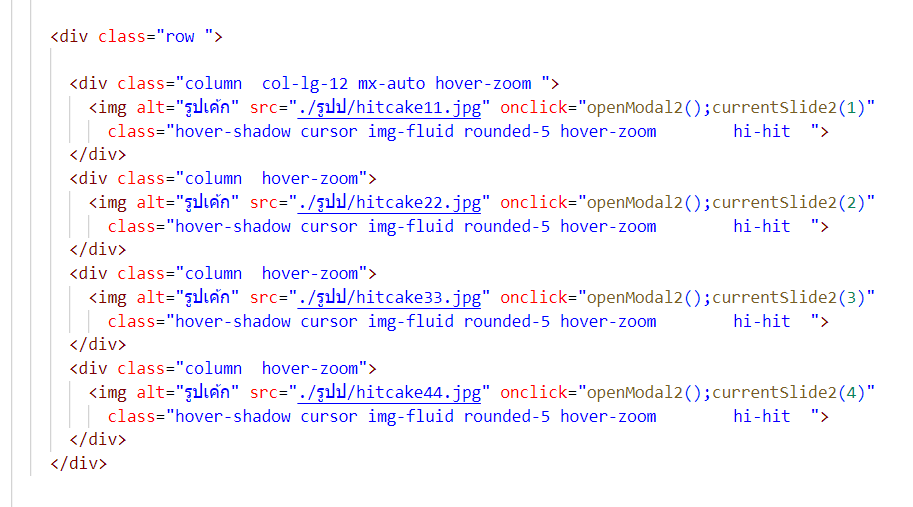 <div class="row ">
<div class="column  col-lg-12 mx-auto hover-zoom ">
<img alt="รูปเค้ก" src="./รูปป/hitcake11.jpg" onclick="openModal2();currentSlide2(1)"
class="hover-shadow cursor img-fluid rounded-5 hover-zoom        hi-hit  ">
</div>
<div class="column  hover-zoom">
<img alt="รูปเค้ก" src="./รูปป/hitcake22.jpg" onclick="openModal2();currentSlide2(2)"
class="hover-shadow cursor img-fluid rounded-5 hover-zoom        hi-hit  ">
</div>
<div class="column  hover-zoom">
<img alt="รูปเค้ก" src="./รูปป/hitcake33.jpg" onclick="openModal2();currentSlide2(3)"
class="hover-shadow cursor img-fluid rounded-5 hover-zoom        hi-hit  ">
</div>
<div class="column  hover-zoom">
<img alt="รูปเค้ก" src="./รูปป/hitcake44.jpg" onclick="openModal2();currentSlide2(4)"
class="hover-shadow cursor img-fluid rounded-5 hover-zoom        hi-hit  ">
</div>
</div>